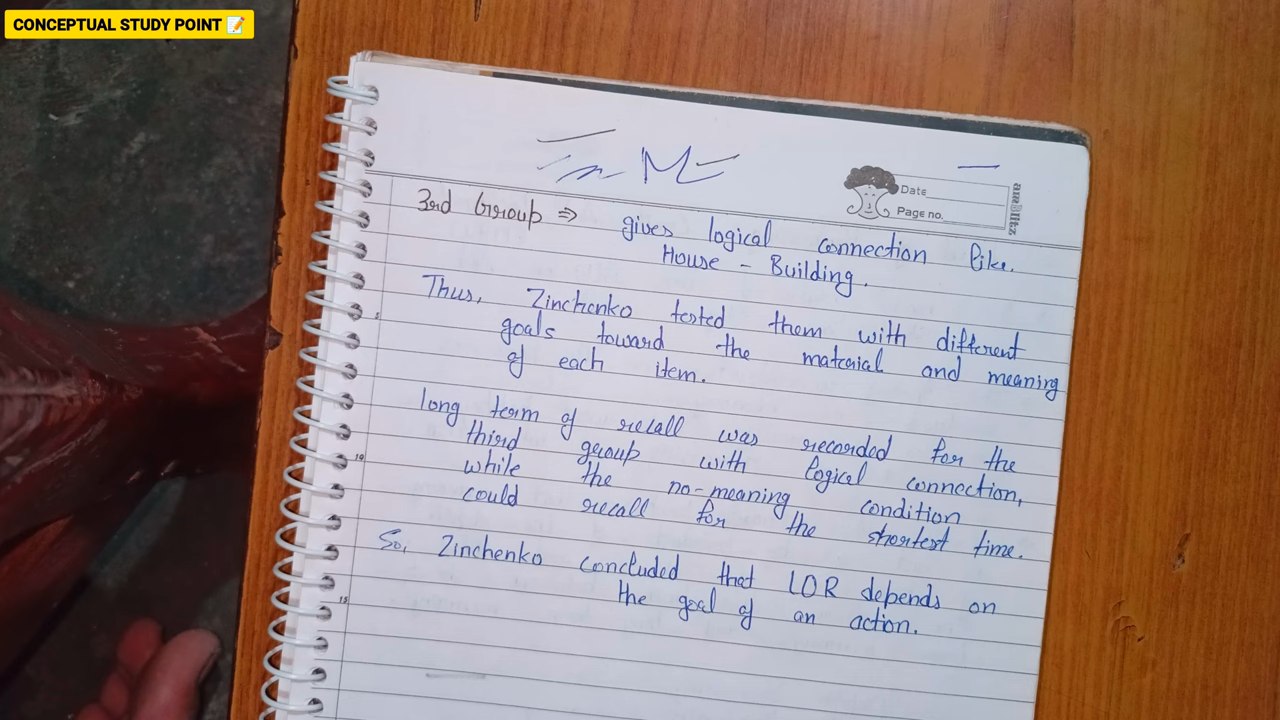 CONCEPTUAL STUDY POINT 📝
Date
Page no.
3rd Group ⇒ gives logical connection like.
House - Building.
Thus, Zinchenko tested them with different
goals toward the material and meaning
of each item.
long term of recall was recorded for the
third group with logical connection,
while the no-meaning condition
could recall for the shortest time.
So, Zinchenko concluded that LOR depends on
the goal of an action.
5
10
15